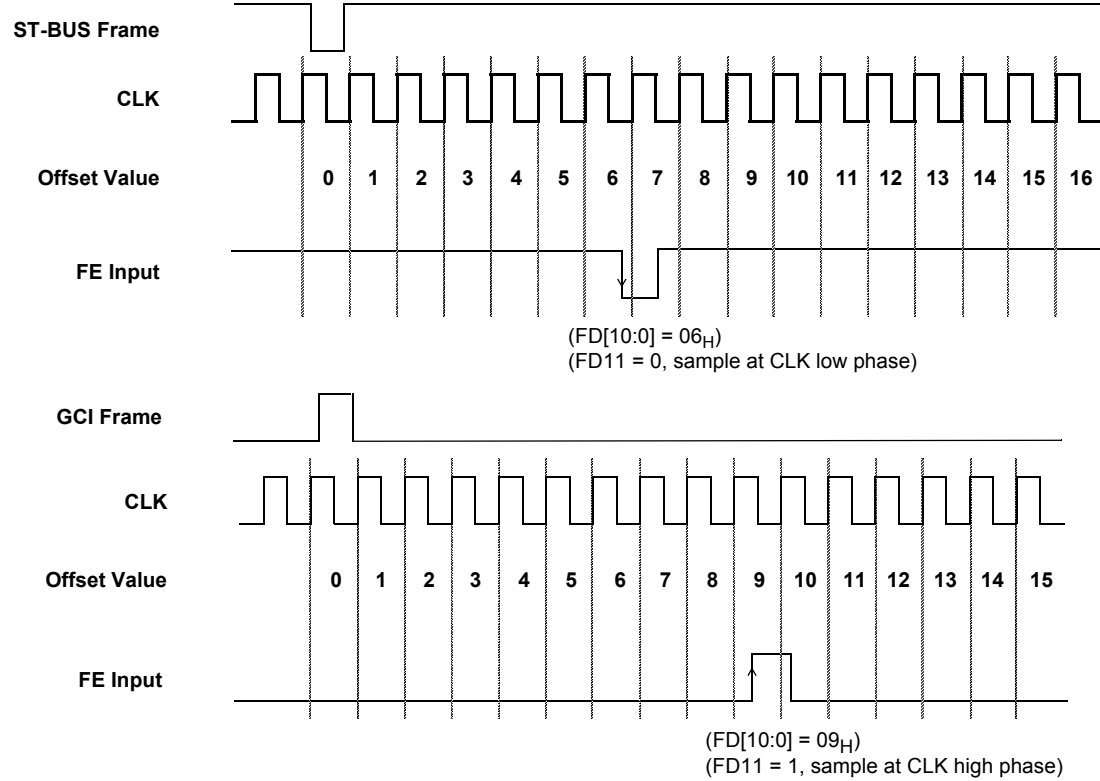 ST-BUS Frame
CLK
Offset Value 0 1 2 3 4 5 6 7 8 9 10 11 12 13 14 15 16
FE Input
(FD[10:0] = 06H)
(FD11 = 0, sample at CLK low phase)
GCI Frame
CLK
Offset Value 0 1 2 3 4 5 6 7 8 9 10 11 12 13 14 15
FE Input
(FD[10:0] = 09H)
(FD11 = 1, sample at CLK high phase)